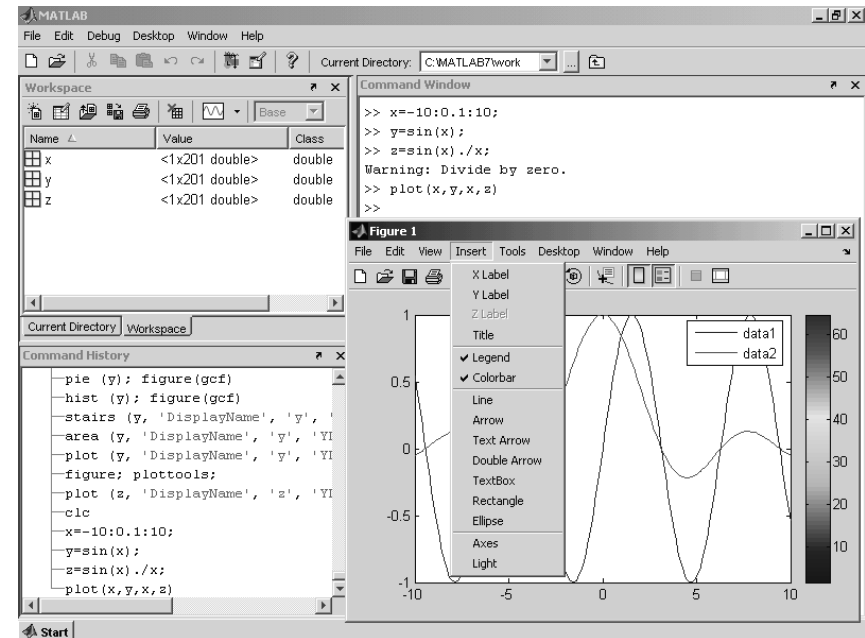 MATLAB
File Edit Debug Desktop Window Help
Current Directory: C:\MATLAB7\work ...
Workspace
Base
Name Value Class
x <1x201 double> double
y <1x201 double> double
z <1x201 double> double
Current Directory Workspace
Command History
pie (y); figure(gcf)
hist (y); figure(gcf)
stairs (y, 'DisplayName', 'y', '
area (y, 'DisplayName', 'y', 'YI
plot (y, 'DisplayName', 'y', 'YI
figure; plottools;
plot (z, 'DisplayName', 'z', 'YI
clc
x=-10:0.1:10;
y=sin(x);
z=sin(x)./x;
plot(x,y,x,z)
Start
Command Window
>> x=-10:0.1:10;
>> y=sin(x);
>> z=sin(x)./x;
Warning: Divide by zero.
>> plot(x,y,x,z)
>>
Figure 1
File Edit View Insert Tools Desktop Window Help
X Label
Y Label
Z Label
Title
Legend
Colorbar
Line
Arrow
Text Arrow
Double Arrow
TextBox
Rectangle
Ellipse
Axes
Light
1
0.5
0
-0.5
-1
-10 -5 0 5 10
data1
data2
60
50
40
30
20
10